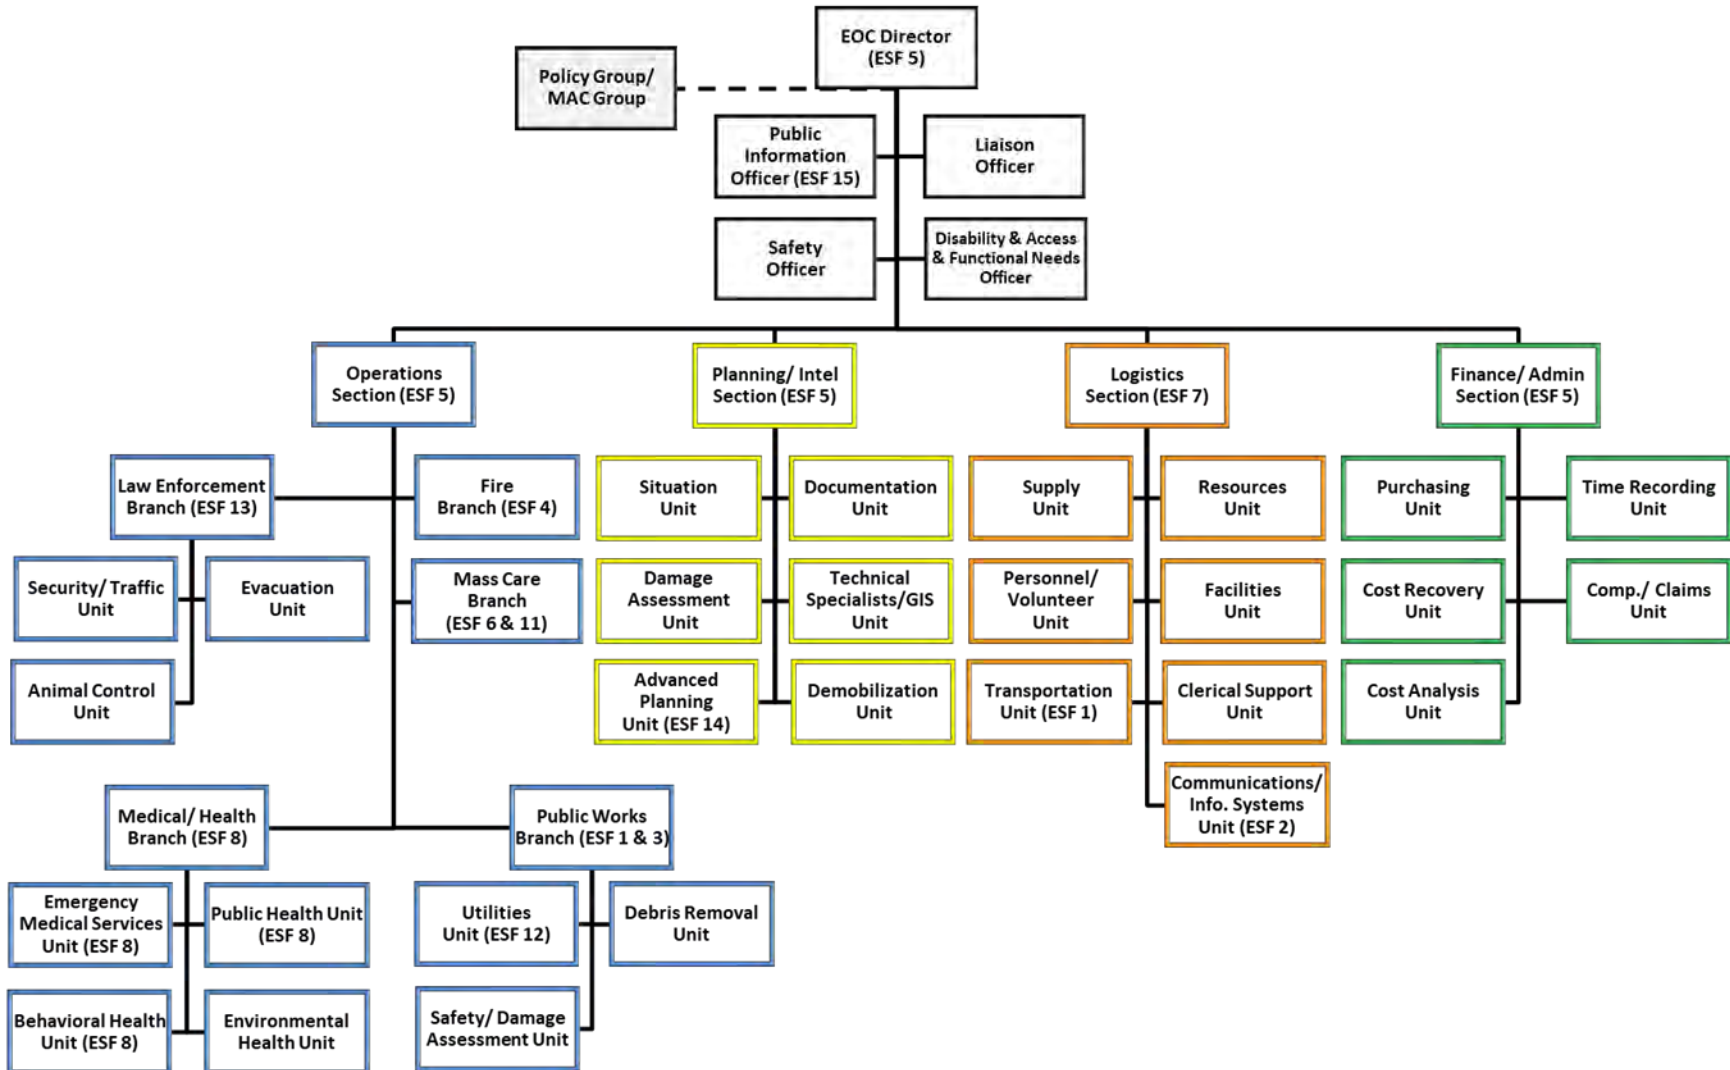 EOC Director
(ESF 5)
Policy Group/
MAC Group
Public
Information
Officer (ESF 15)
Liaison
Officer
Safety
Officer
Disability & Access
& Functional Needs
Officer
Operations
Section (ESF 5)
Planning/ Intel
Section (ESF 5)
Logistics
Section (ESF 7)
Finance/ Admin
Section (ESF 5)
Law Enforcement
Branch (ESF 13)
Fire
Branch (ESF 4)
Situation
Unit
Documentation
Unit
Supply
Unit
Resources
Unit
Purchasing
Unit
Time Recording
Unit
Security/ Traffic
Unit
Evacuation
Unit
Mass Care
Branch
(ESF 6 & 11)
Damage
Assessment
Unit
Technical
Specialists/GIS
Unit
Personnel/
Volunteer
Unit
Facilities
Unit
Cost Recovery
Unit
Comp./ Claims
Unit
Animal Control
Unit
Advanced
Planning
Unit (ESF 14)
Demobilization
Unit
Transportation
Unit (ESF 1)
Clerical Support
Unit
Cost Analysis
Unit
Communications/
Info. Systems
Unit (ESF 2)
Medical/ Health
Branch (ESF 8)
Public Works
Branch (ESF 1 & 3)
Emergency
Medical Services
Unit (ESF 8)
Public Health Unit
(ESF 8)
Utilities
Unit (ESF 12)
Debris Removal
Unit
Behavioral Health
Unit (ESF 8)
Environmental
Health Unit
Safety/ Damage
Assessment Unit